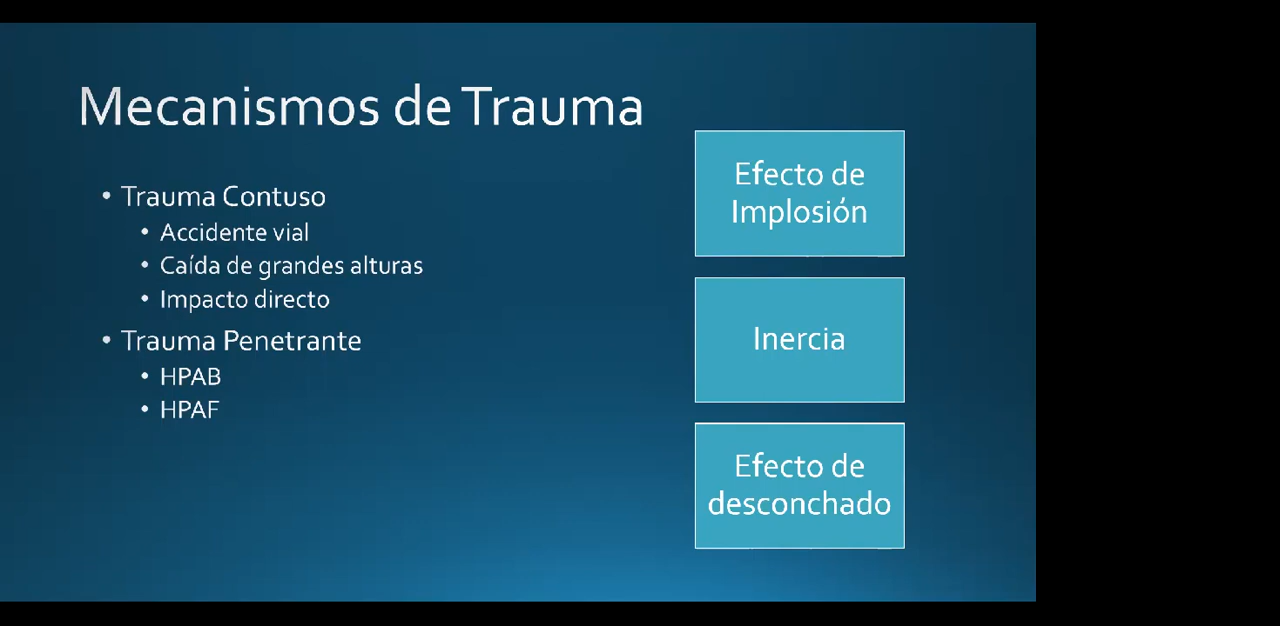 Mecanismos de Trauma
• Trauma Contuso
• Accidente vial
• Caída de grandes alturas
• Impacto directo
• Trauma Penetrante
• HPAB
• HPAF
Efecto de
Implosión
Inercia
Efecto de
desconchado